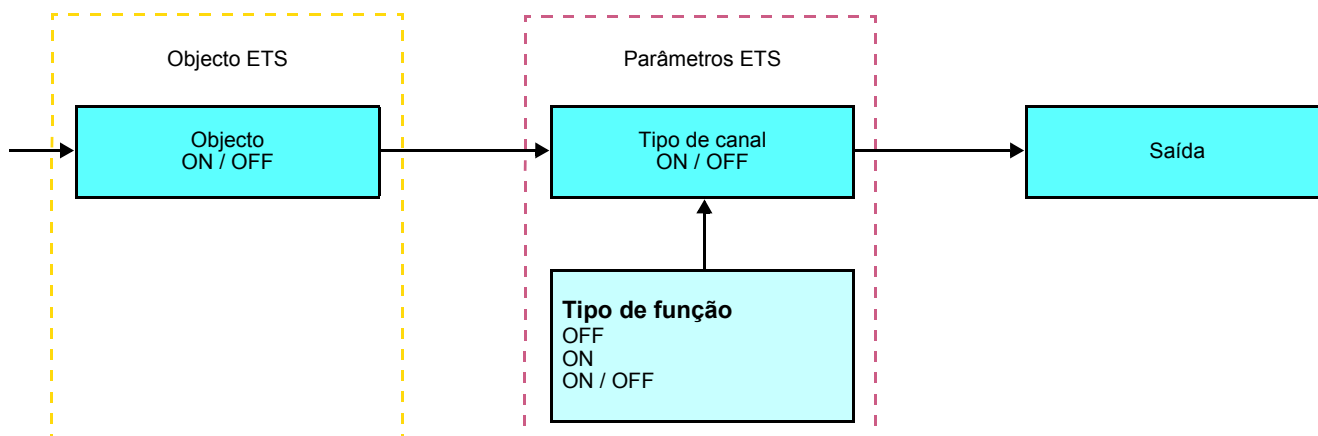 Objecto ETS
Parâmetros ETS
Objecto
ON / OFF
Tipo de canal
ON / OFF
Saída
Tipo de função
OFF
ON
ON / OFF